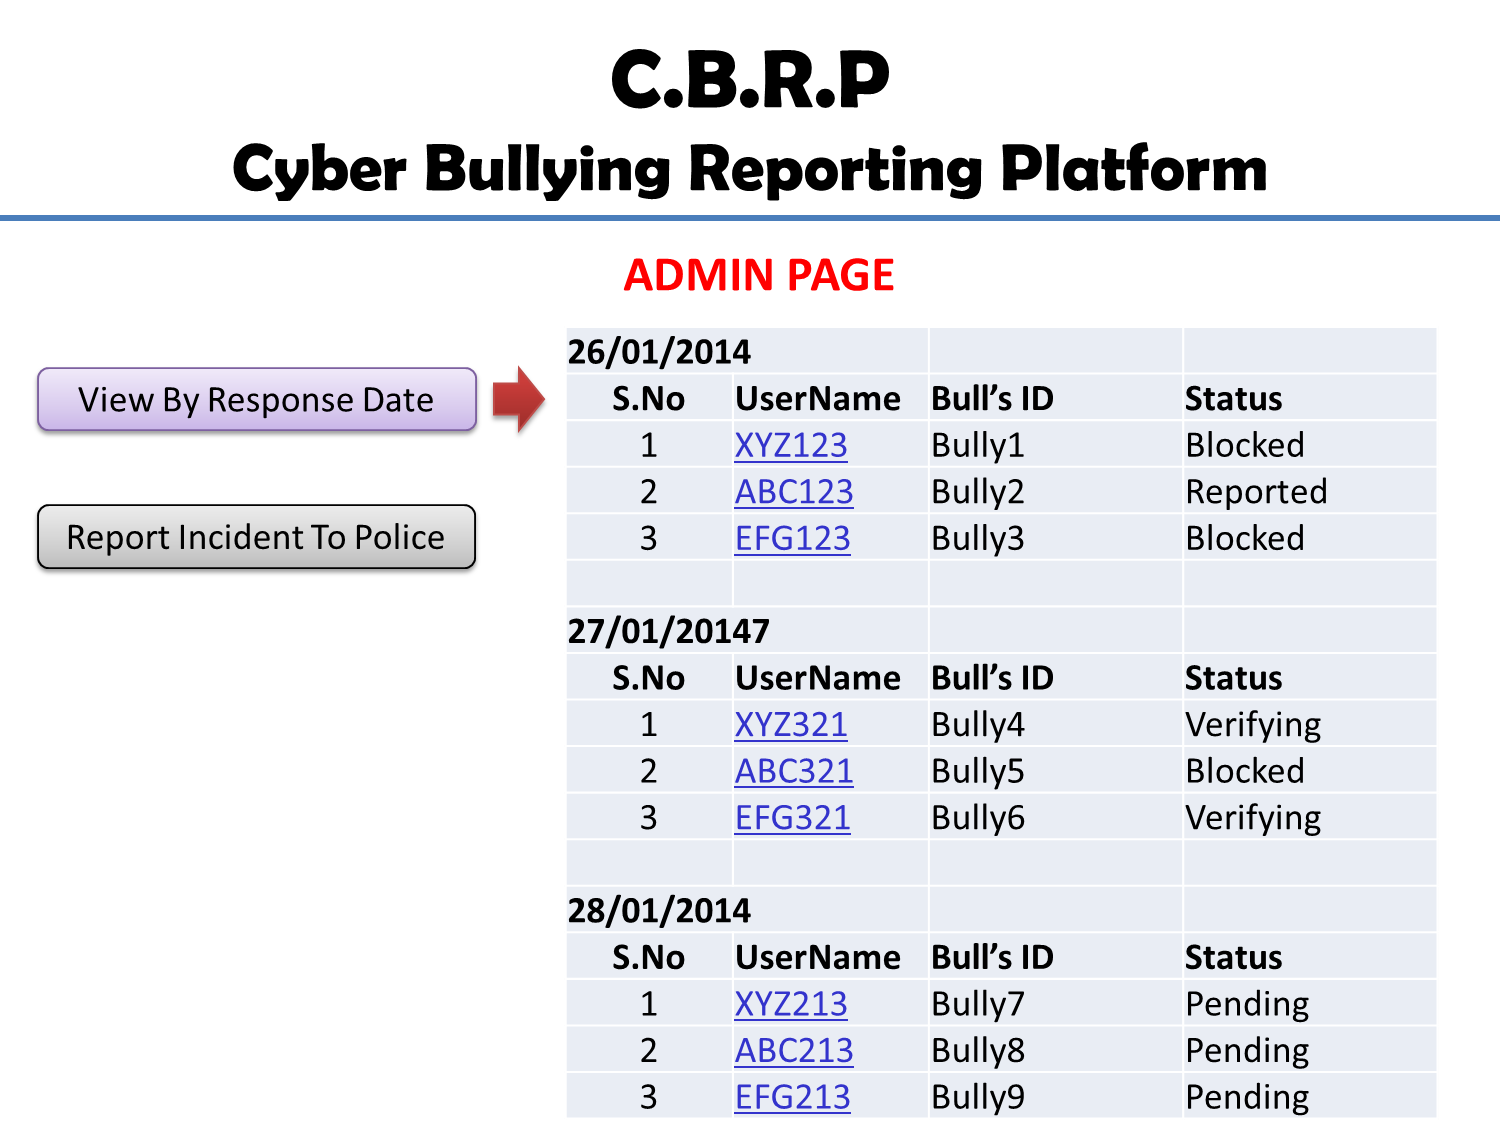 C.B.R.P
Cyber Bullying Reporting Platform
ADMIN PAGE
View By Response Date
Report Incident To Police
26/01/2014
S.No UserName Bull’s ID Status
1 XYZ123 Bully1 Blocked
2 ABC123 Bully2 Reported
3 EFG123 Bully3 Blocked
27/01/20147
S.No UserName Bull’s ID Status
1 XYZ321 Bully4 Verifying
2 ABC321 Bully5 Blocked
3 EFG321 Bully6 Verifying
28/01/2014
S.No UserName Bull’s ID Status
1 XYZ213 Bully7 Pending
2 ABC213 Bully8 Pending
3 EFG213 Bully9 Pending